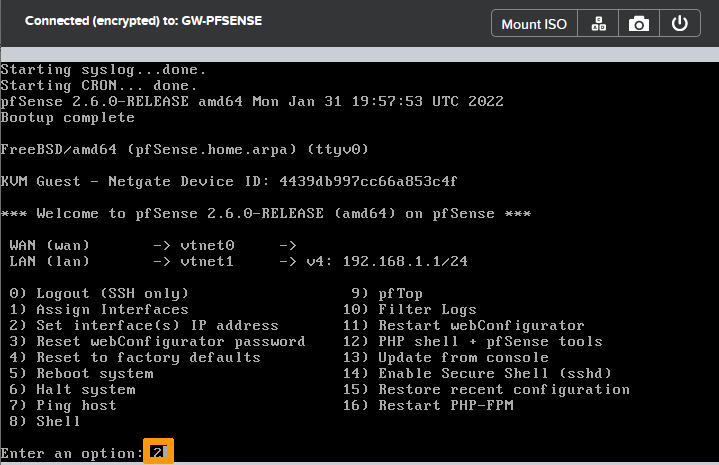 Connected (encrypted) to: GW-PFSENSE
Mount ISO
Starting syslog...done.
Starting CRON... done.
pfSense 2.6.0-RELEASE amd64 Mon Jan 31 19:57:53 UTC 2022
Bootup complete
FreeBSD/amd64 (pfSense.home.arpa) (ttyv0)
KVM Guest - Netgate Device ID: 4439db997cc66a853c4f
*** Welcome to pfSense 2.6.0-RELEASE (amd64) on pfSense ***
WAN (wan) -> vtnet0 ->
LAN (lan) -> vtnet1 -> v4: 192.168.1.1/24
0) Logout (SSH only) 9) pfTop
1) Assign Interfaces 10) Filter Logs
2) Set interface(s) IP address 11) Restart webConfigurator
3) Reset webConfigurator password 12) PHP shell + pfSense tools
4) Reset to factory defaults 13) Update from console
5) Reboot system 14) Enable Secure Shell (sshd)
6) Halt system 15) Restore recent configuration
7) Ping host 16) Restart PHP-FPM
8) Shell
Enter an option: 2